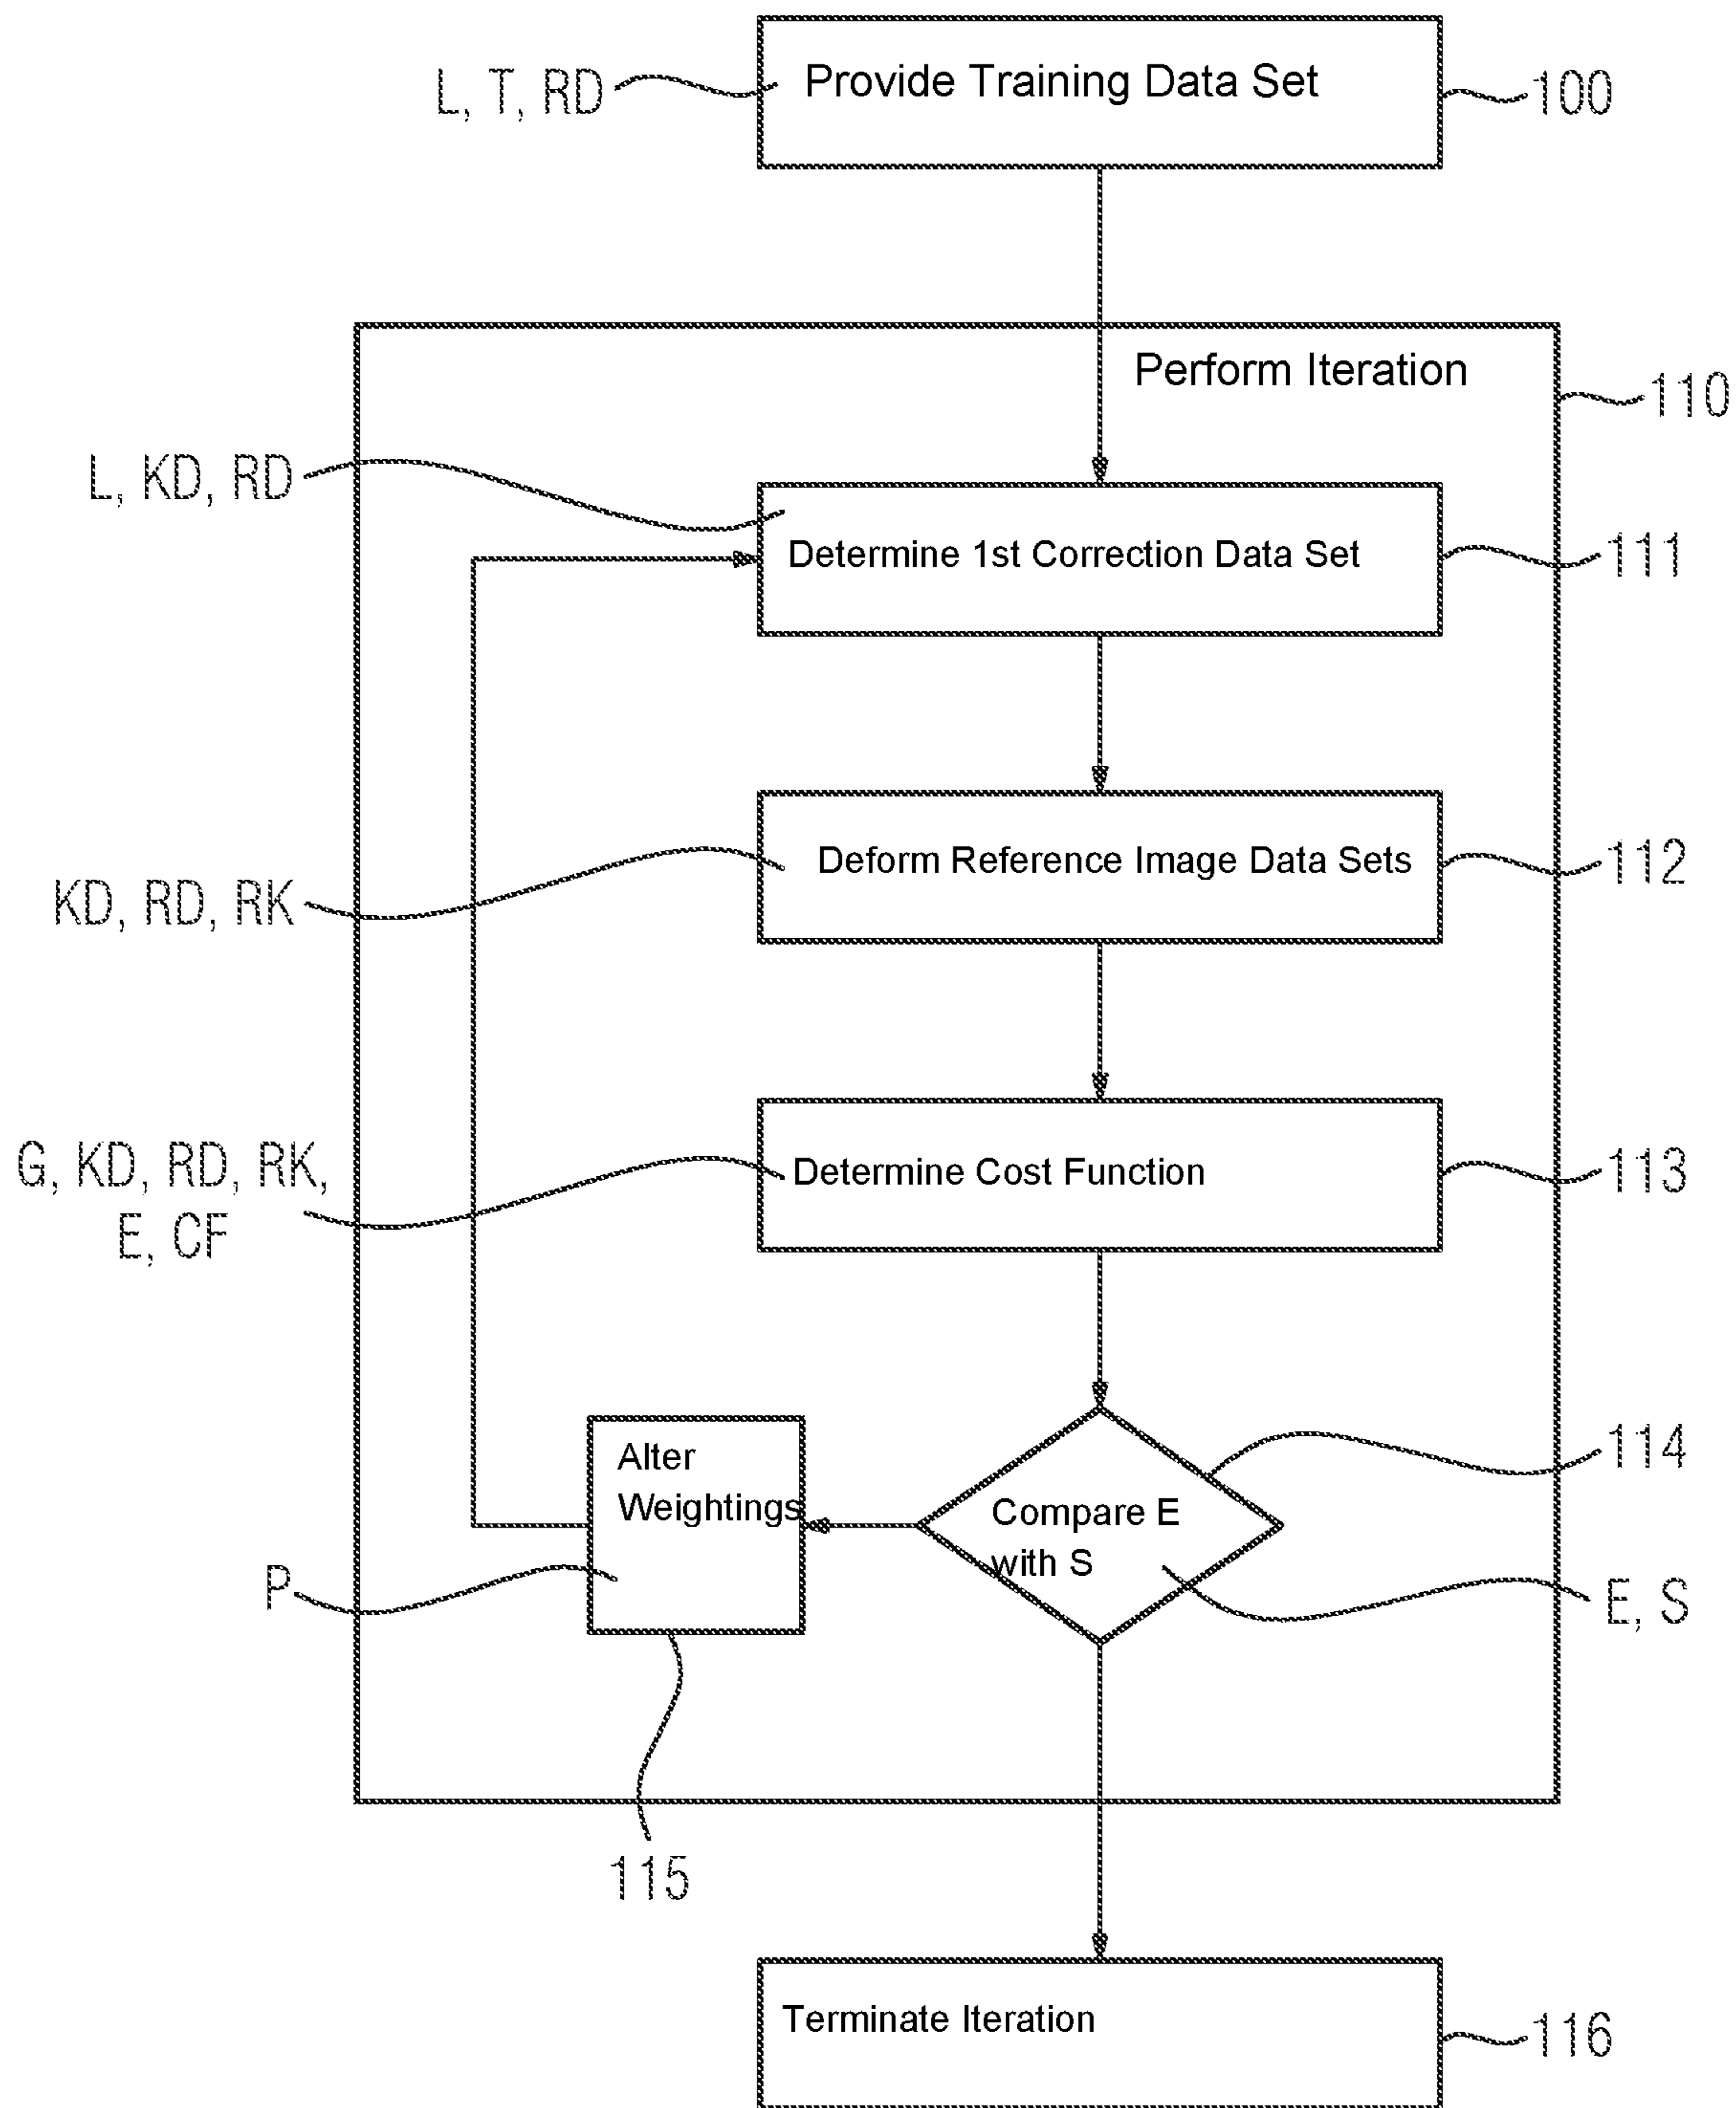 L, T, RD
Provide Training Data Set
100
Perform Iteration
110
L, KD, RD
Determine 1st Correction Data Set
111
KD, RD, RK
Deform Reference Image Data Sets
112
G, KD, RD, RK,
E, CF
Determine Cost Function
113
114
Alter
Weightings
Compare E
with S
P
E, S
115
Terminate Iteration
116